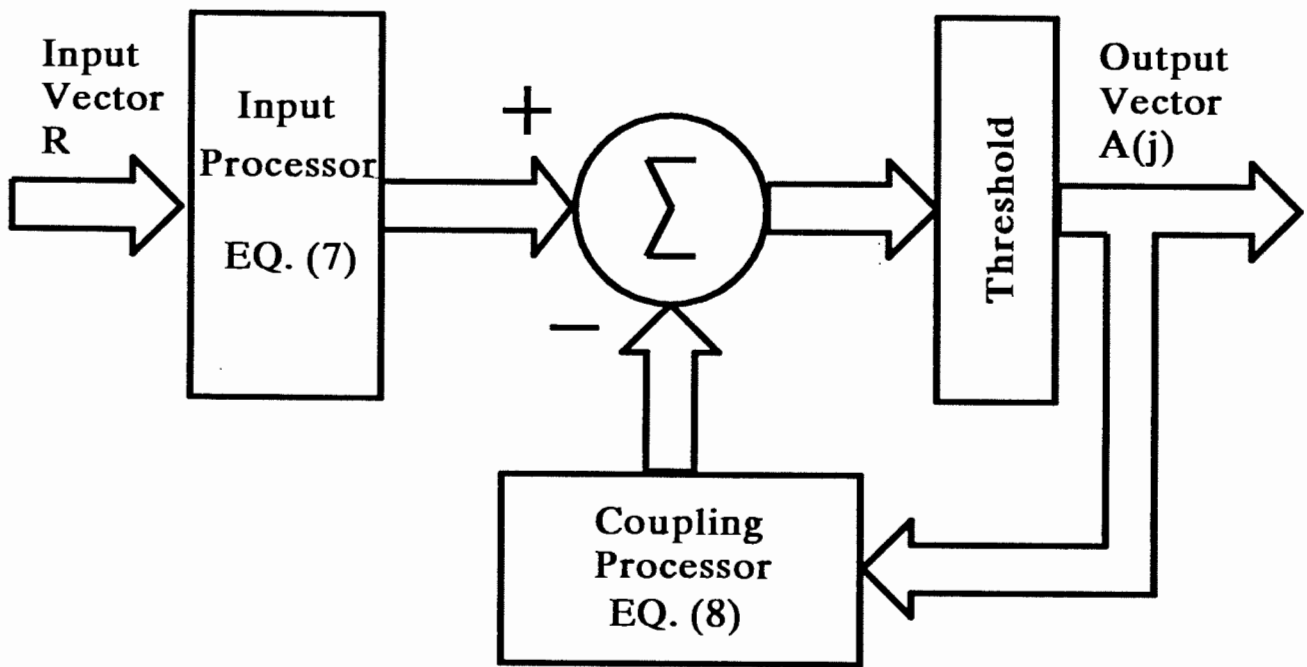 Input
Vector
R
Input
Processor
EQ. (7)
+
Σ
−
Threshold
Output
Vector
A(j)
Coupling
Processor
EQ. (8)